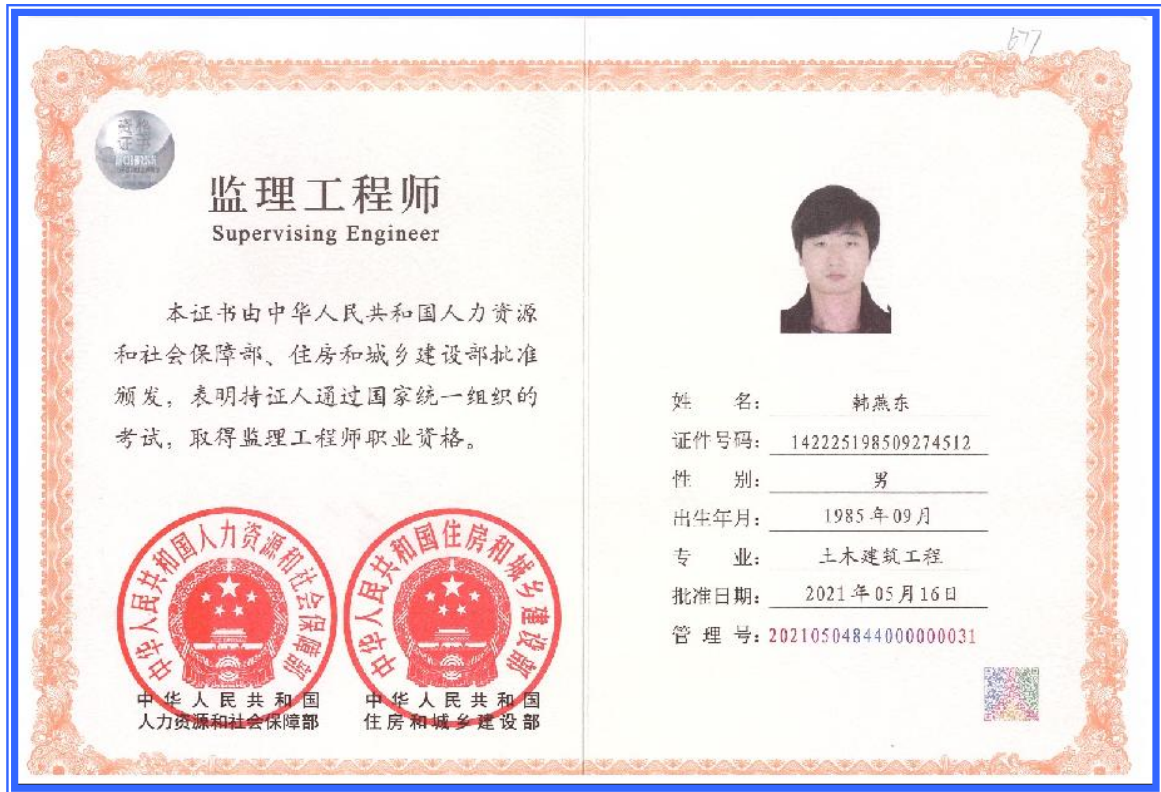 677
资格
证书
监理工程师
Supervising Engineer
本证书由中华人民共和国人力资源
和社会保障部、住房和城乡建设部批准
颁发，表明持证人通过国家统一组织的
考试，取得监理工程师职业资格。
中华人民共和国人力资源和社会保障部
中华人民共和国住房和城乡建设部
中华人民共和国
人力资源和社会保障部
中华人民共和国
住房和城乡建设部
姓名：韩燕东
证件号码：142225198509274512
性别：男
出生年月：1985年09月
专业：土木建筑工程
批准日期：2021年05月16日
管理号：20210504844000000031